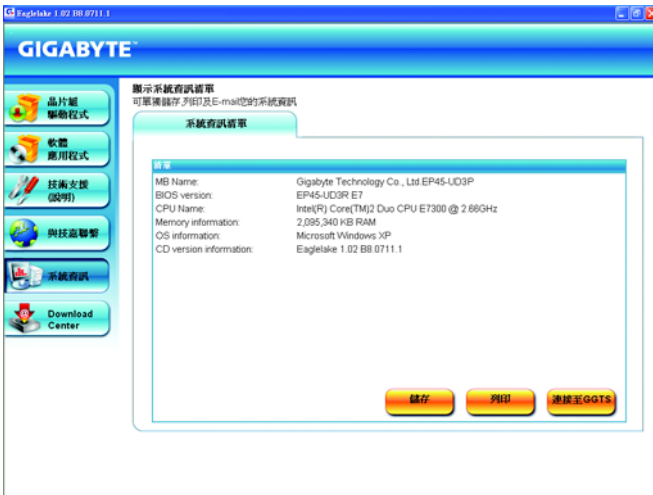 Eaglelake 1.02 B8.0711.1
GIGABYTE™
顯示系統資訊清單
可單獨儲存,列印及E-mail您的系統資訊
晶片組
驅動程式
軟體
應用程式
技術支援
(說明)
與技嘉聯繫
系統資訊
Download
Center
系統資訊清單
清單
MB Name: Gigabyte Technology Co., Ltd.EP45-UD3P
BIOS version: EP45-UD3R E7
CPU Name: Intel(R) Core(TM)2 Duo CPU E7300 @ 2.66GHz
Memory information: 2,095,340 KB RAM
OS information: Microsoft Windows XP
CD version information: Eaglelake 1.02 B8.0711.1
儲存 列印 連接至GGTS